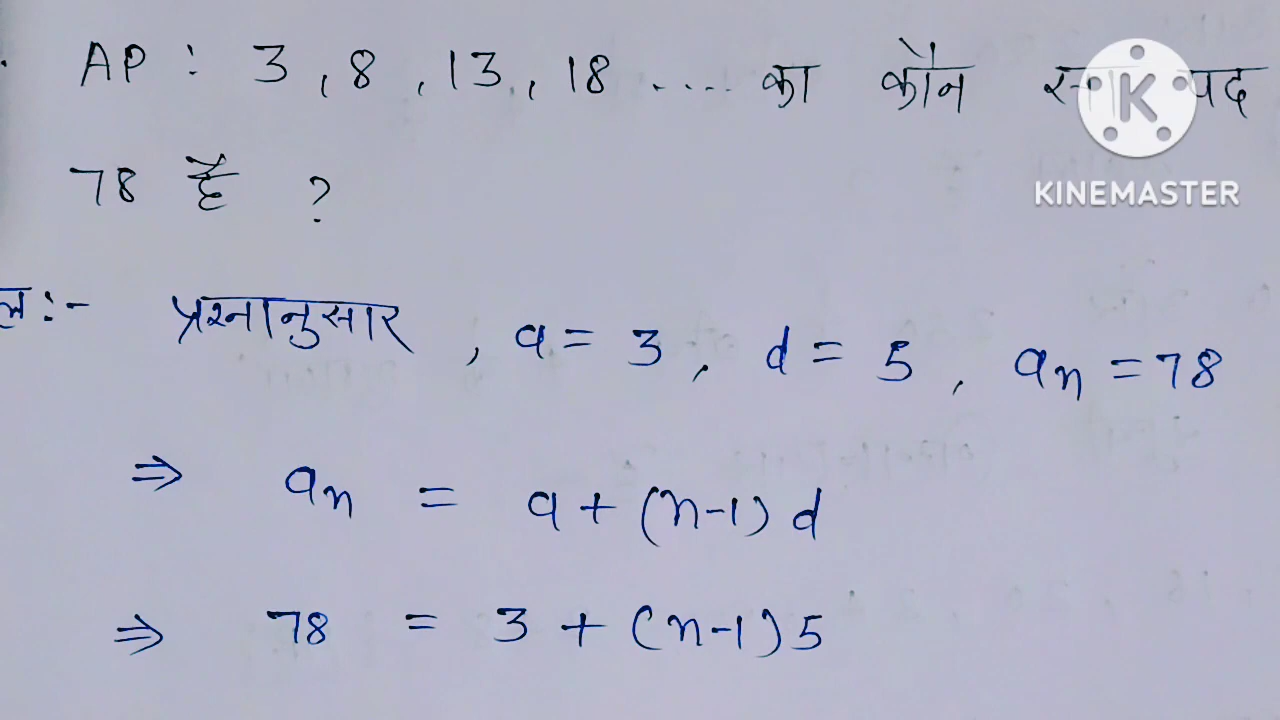 AP : 3 , 8 , 13 , 18 .... का कौन पद
K
KINEMASTER
78 है ?
ल :- प्रश्नानुसार , a = 3 , d = 5 , an = 78
⇒ an = a + (n-1) d
⇒ 78 = 3 + (n-1) 5